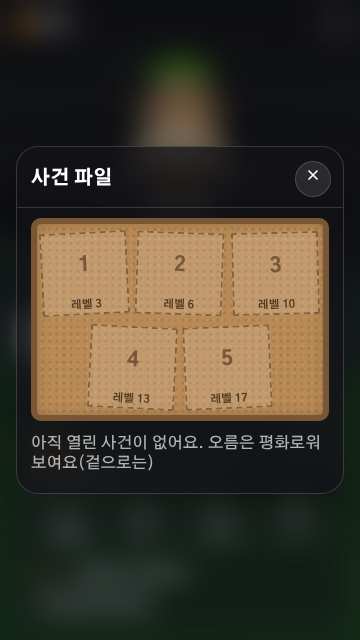 사건 파일
×
1
2
3
레벨 3
레벨 6
레벨 10
4
5
레벨 13
레벨 17
아직 열린 사건이 없어요. 오름은 평화로워
보여요(겉으로는)